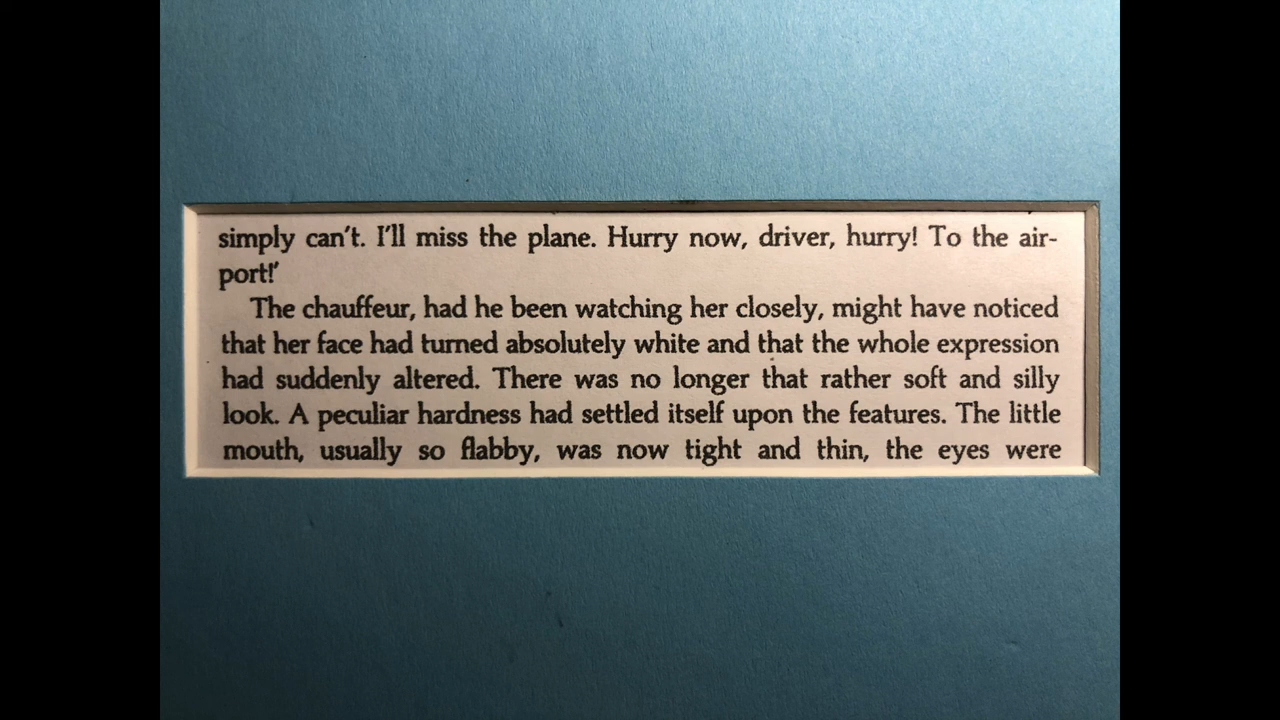 simply can't. I'll miss the plane. Hurry now, driver, hurry! To the air-
port!'
The chauffeur, had he been watching her closely, might have noticed
that her face had turned absolutely white and that the whole expression
had suddenly altered. There was no longer that rather soft and silly
look. A peculiar hardness had settled itself upon the features. The little
mouth, usually so flabby, was now tight and thin, the eyes were